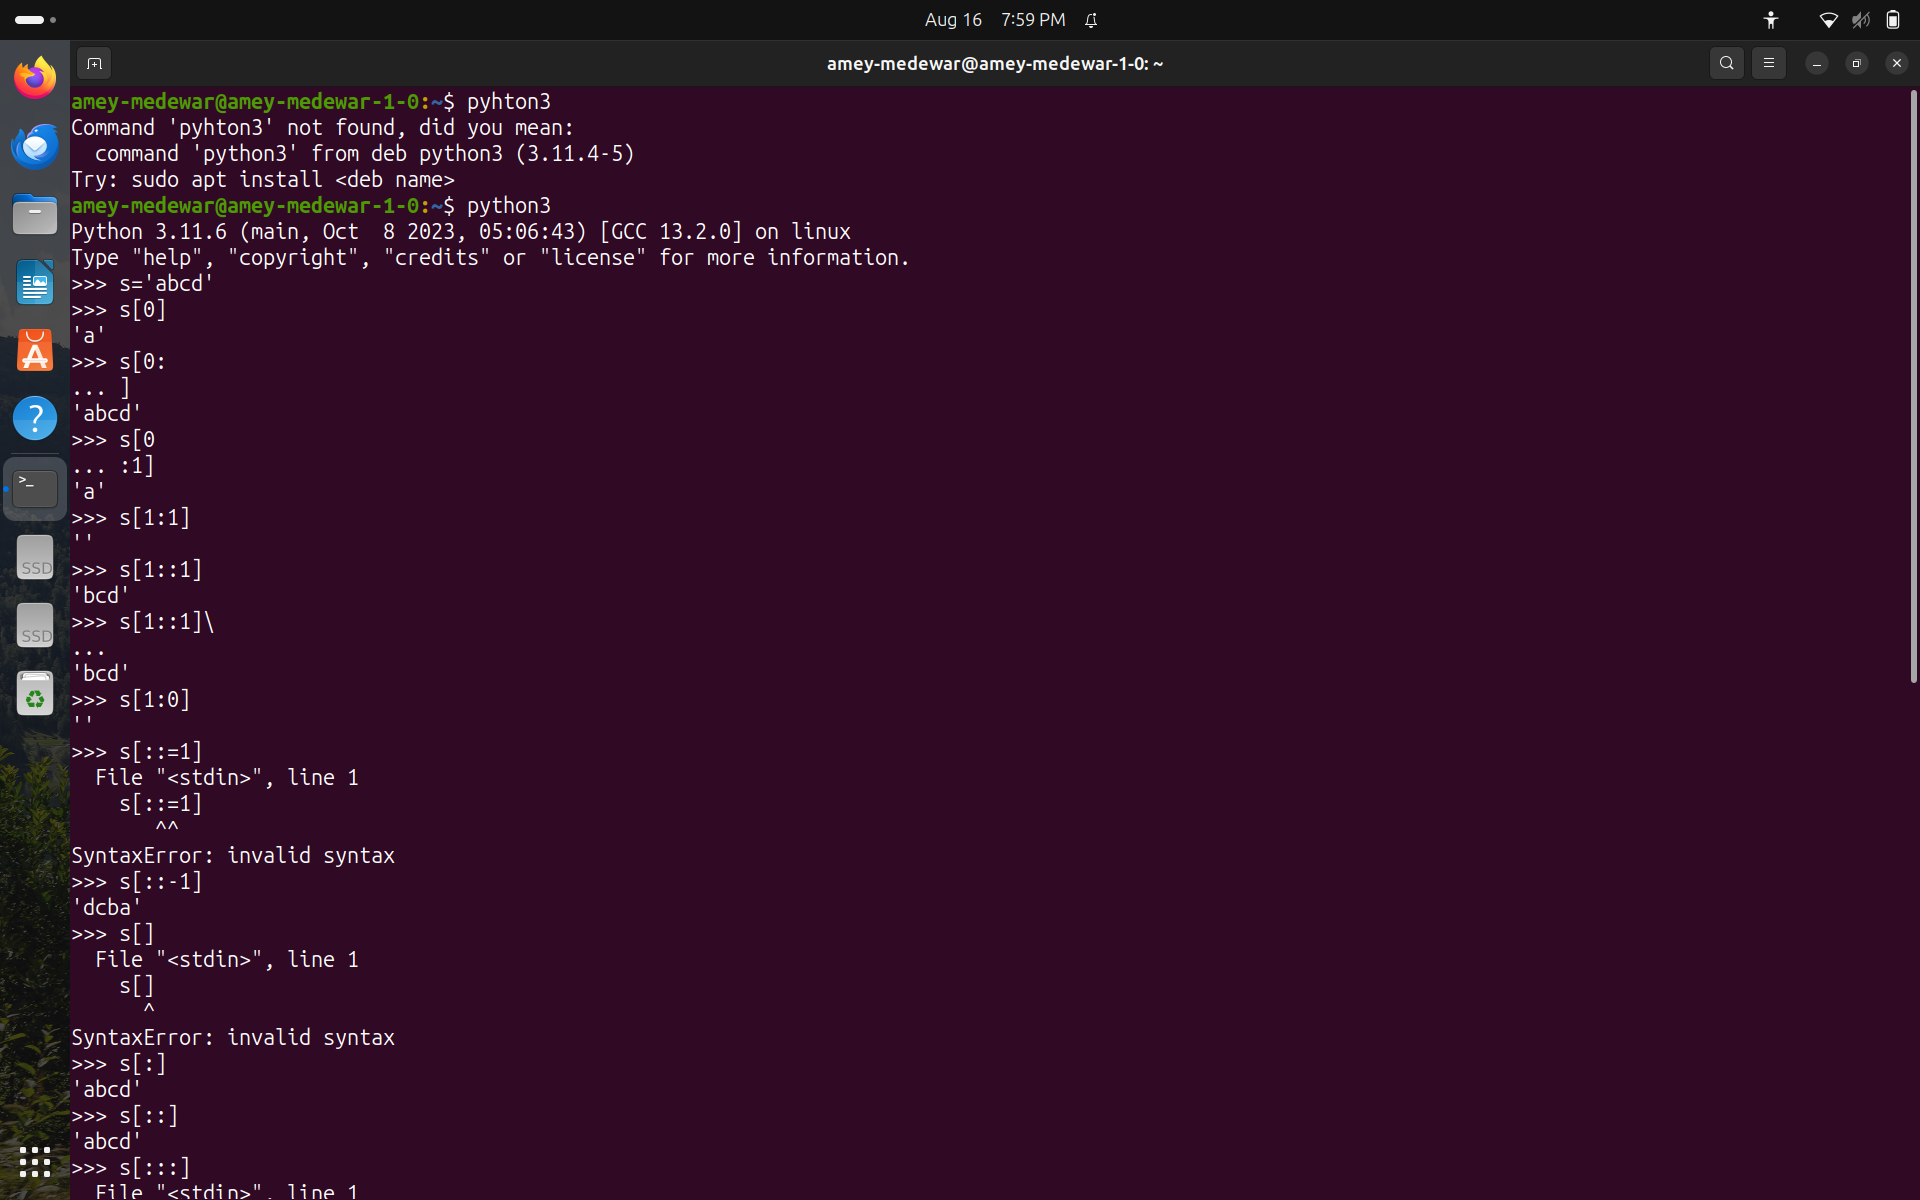 Aug 16 7:59 PM
amey-medewar@amey-medewar-1-0: ~
amey-medewar@amey-medewar-1-0:~$ pyhton3
Command 'pyhton3' not found, did you mean:
  command 'python3' from deb python3 (3.11.4-5)
Try: sudo apt install <deb name>
amey-medewar@amey-medewar-1-0:~$ python3
Python 3.11.6 (main, Oct  8 2023, 05:06:43) [GCC 13.2.0] on linux
Type "help", "copyright", "credits" or "license" for more information.
>>> s='abcd'
>>> s[0]
'a'
>>> s[0:
... ]
'abcd'
>>> s[0
... :1]
'a'
>>> s[1:1]
''
>>> s[1::1]
'bcd'
>>> s[1::1]\
...
'bcd'
>>> s[1:0]
''
>>> s[::=1]
  File "<stdin>", line 1
    s[::=1]
       ^^
SyntaxError: invalid syntax
>>> s[::-1]
'dcba'
>>> s[]
  File "<stdin>", line 1
    s[]
      ^
SyntaxError: invalid syntax
>>> s[:]
'abcd'
>>> s[::]
'abcd'
>>> s[:::]
  File "<stdin>", line 1
>_
SSD
SSD